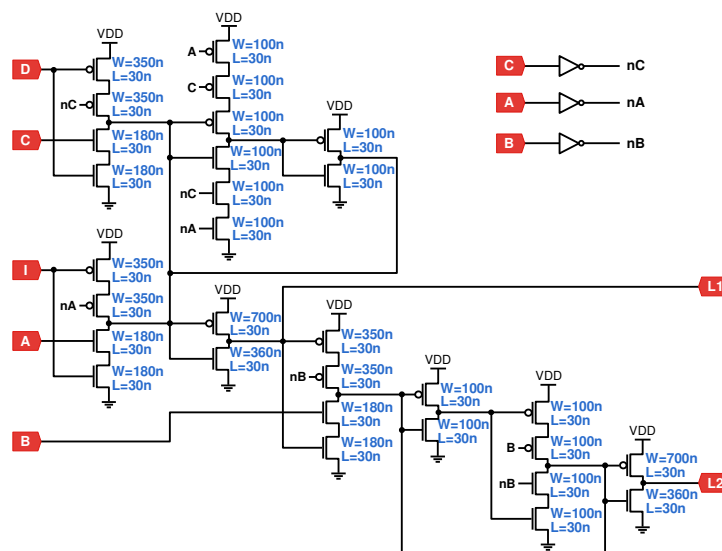 VDD
D
W=350n
L=30n
nC
W=350n
L=30n
C
W=180n
L=30n
W=180n
L=30n
VDD
A
W=100n
L=30n
C
W=100n
L=30n
W=100n
L=30n
W=100n
L=30n
nC
W=100n
L=30n
nA
W=100n
L=30n
VDD
W=100n
L=30n
W=100n
L=30n
C
nC
A
nA
B
nB
VDD
I
W=350n
L=30n
nA
W=350n
L=30n
A
W=180n
L=30n
W=180n
L=30n
VDD
W=700n
L=30n
W=360n
L=30n
L1
VDD
W=350n
L=30n
nB
W=350n
L=30n
B
W=180n
L=30n
W=180n
L=30n
VDD
W=100n
L=30n
W=100n
L=30n
VDD
W=100n
L=30n
B
W=100n
L=30n
nB
W=100n
L=30n
W=100n
L=30n
VDD
W=700n
L=30n
W=360n
L=30n
L2